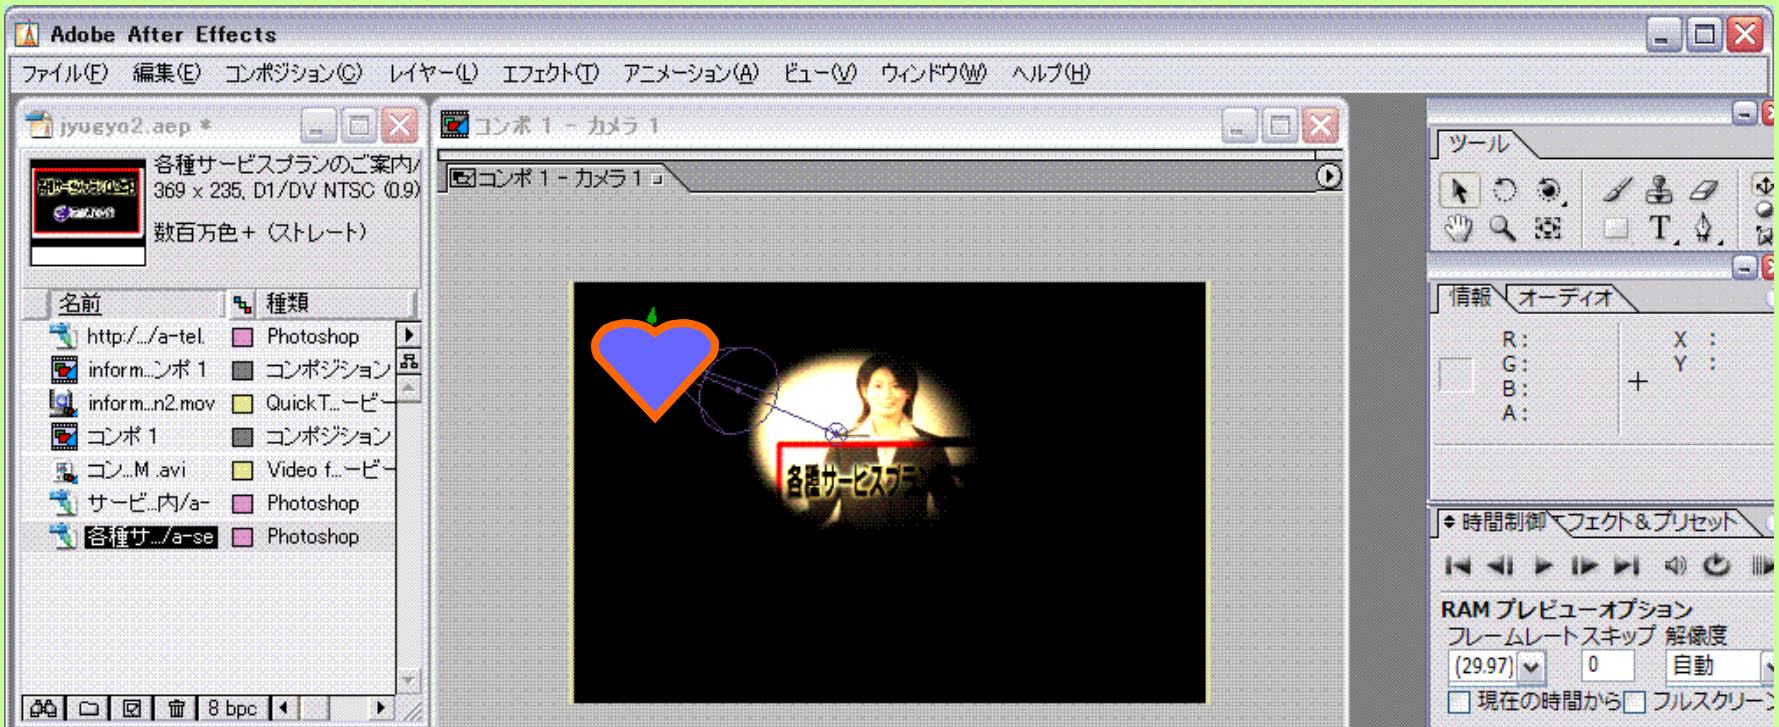 Adobe After Effects
ファイル(F) 編集(E) コンポジション(C) レイヤー(L) エフェクト(T) アニメーション(A) ビュー(V) ウィンドウ(W) ヘルプ(H)
jyugyo2.aep *
各種サービスプランのご案内/
369 x 235, D1/DV NTSC (0.9)
数百万色+ (ストレート)
名前 種類
http:/.../a-tel. Photoshop
inform...ンポ 1 コンポジション
inform...n2.mov QuickT...ービー
コンポ 1 コンポジション
コン...M .avi Video f...ービー
サービ...内/a- Photoshop
各種サ.../a-se Photoshop
8 bpc
コンポ 1 - カメラ 1
コンポ 1 - カメラ 1
各種サービスプラン
ツール
T
情報 オーディオ
R :
G :
B :
A :
X :
Y :
時間制御 エフェクト&プリセット
RAM プレビューオプション
フレームレート スキップ 解像度
(29.97) 0 自動
現在の時間から フルスクリーン